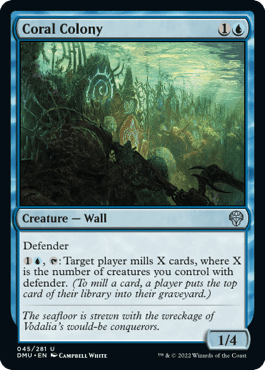 Coral Colony 1
Creature — Wall
Defender
1, : Target player mills X cards, where X
is the number of creatures you control with
defender. (To mill a card, a player puts the top
card of their library into their graveyard.)
The seafloor is strewn with the wreckage of
Vodalia's would-be conquerors.
1/4
045/281 U
DMU • EN CAMPBELL WHITE
™ & © 2022 Wizards of the Coast